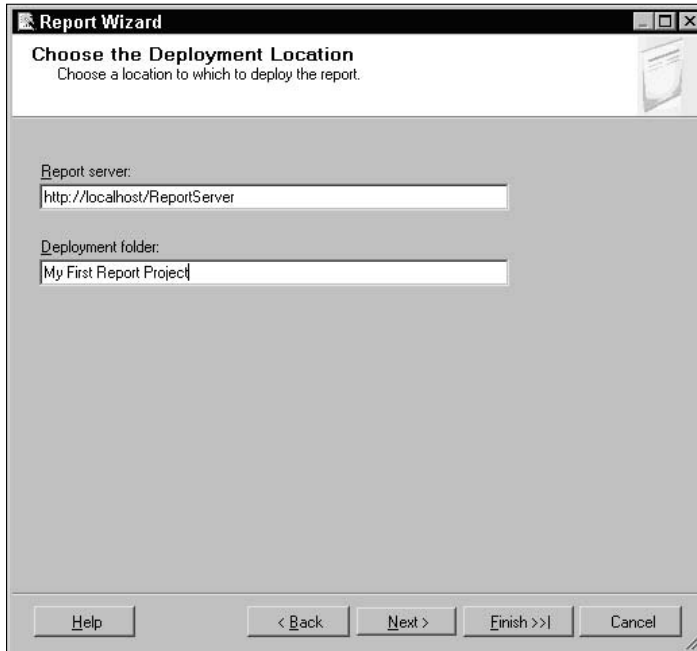 Report Wizard
Choose the Deployment Location
Choose a location to which to deploy the report.
Report server:
http://localhost/ReportServer
Deployment folder:
My First Report Project
Help
< Back
Next >
Finish >>|
Cancel